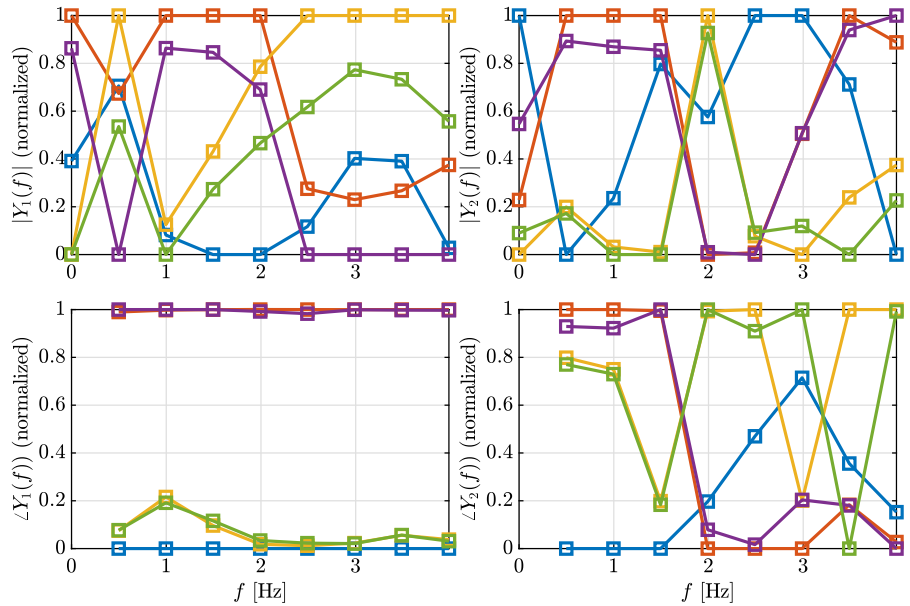 |Y₁(f)| (normalized)
1
0.8
0.6
0.4
0.2
0
0 1 2 3
|Y₂(f)| (normalized)
1
0.8
0.6
0.4
0.2
0
0 1 2 3
∠Y₁(f)) (normalized)
1
0.8
0.6
0.4
0.2
0
0 1 2 3
f [Hz]
∠Y₂(f)) (normalized)
1
0.8
0.6
0.4
0.2
0
0 1 2 3
f [Hz]